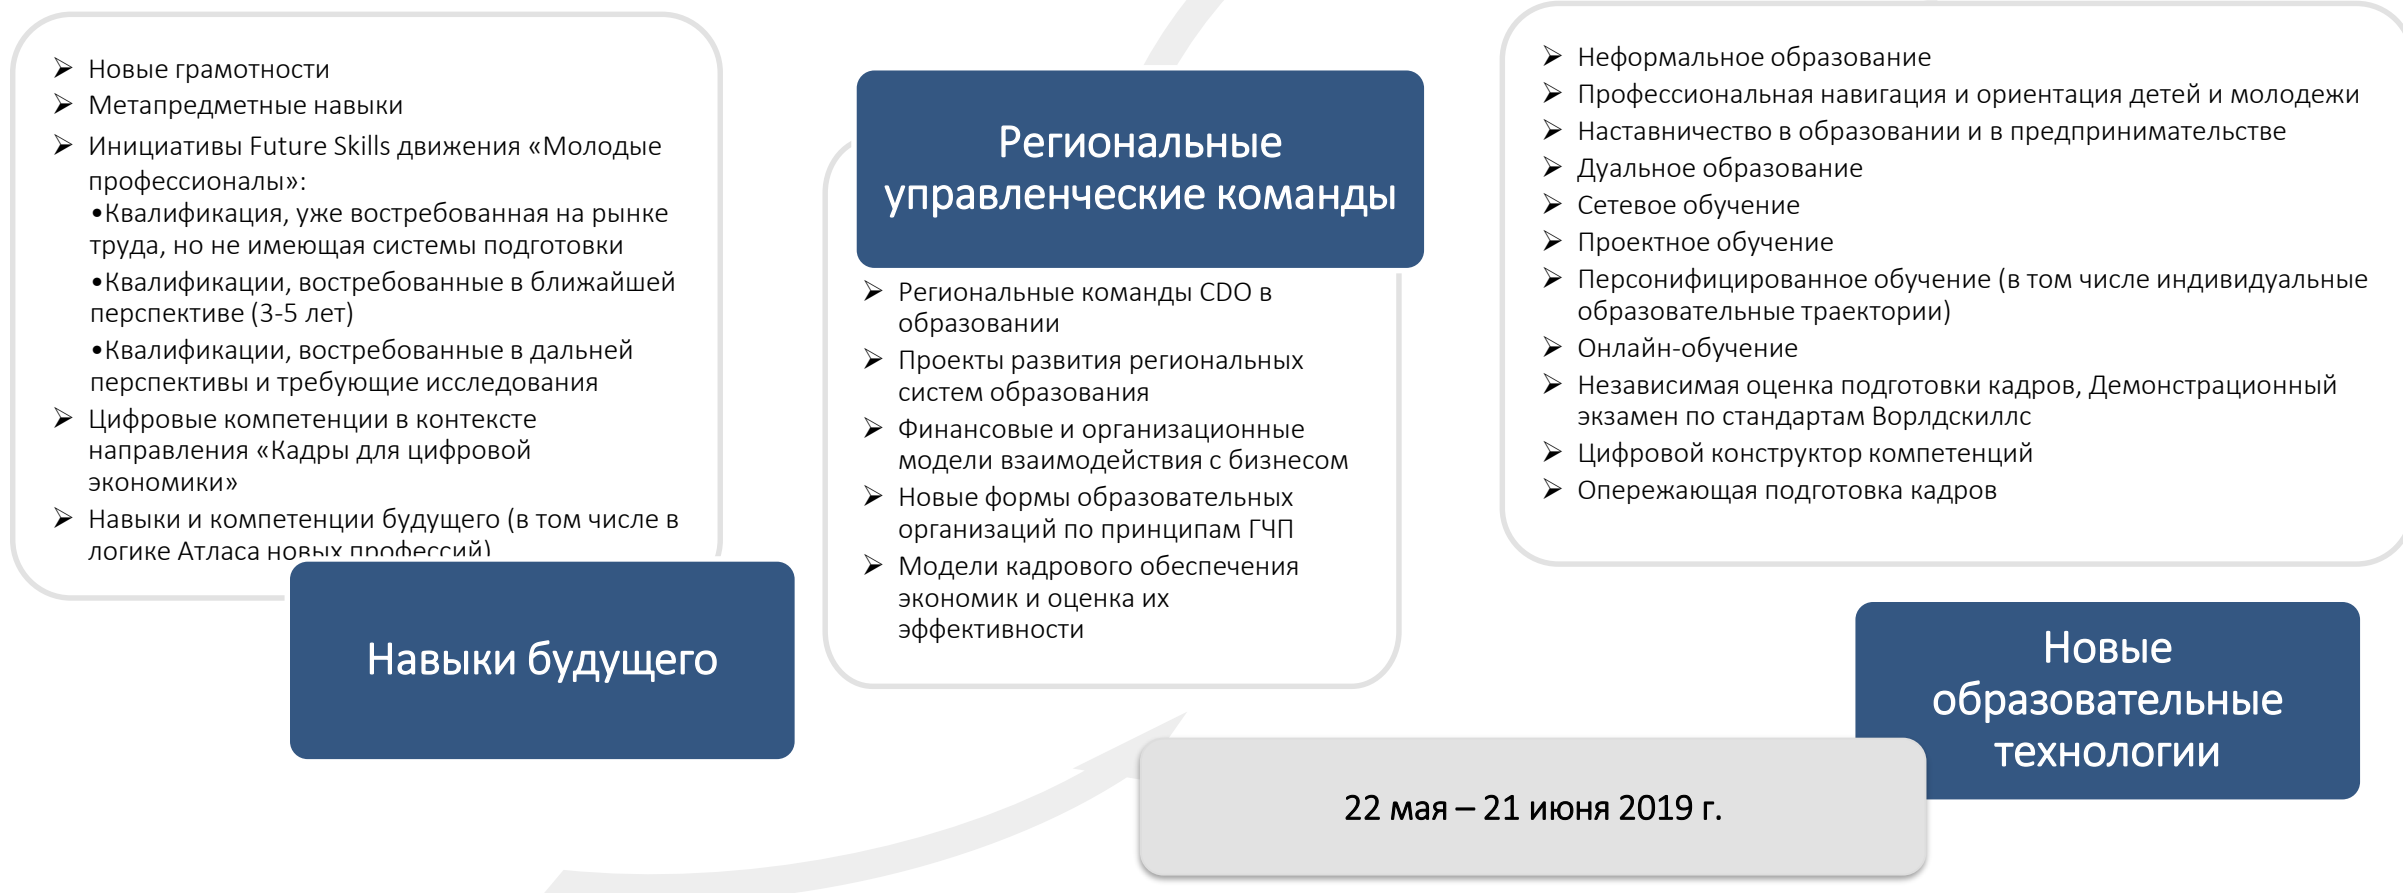 ➢ Новые грамотности
➢ Метапредметные навыки
➢ Инициативы Future Skills движения «Молодые
профессионалы»:
•Квалификация, уже востребованная на рынке
труда, но не имеющая системы подготовки
•Квалификации, востребованные в ближайшей
перспективе (3-5 лет)
•Квалификации, востребованные в дальней
перспективы и требующие исследования
➢ Цифровые компетенции в контексте
направления «Кадры для цифровой
экономики»
➢ Навыки и компетенции будущего (в том числе в
логике Атласа новых профессий)
Навыки будущего
Региональные
управленческие команды
➢ Региональные команды CDO в
образовании
➢ Проекты развития региональных
систем образования
➢ Финансовые и организационные
модели взаимодействия с бизнесом
➢ Новые формы образовательных
организаций по принципам ГЧП
➢ Модели кадрового обеспечения
экономик и оценка их
эффективности
➢ Неформальное образование
➢ Профессиональная навигация и ориентация детей и молодежи
➢ Наставничество в образовании и в предпринимательстве
➢ Дуальное образование
➢ Сетевое обучение
➢ Проектное обучение
➢ Персонифицированное обучение (в том числе индивидуальные
образовательные траектории)
➢ Онлайн-обучение
➢ Независимая оценка подготовки кадров, Демонстрационный
экзамен по стандартам Ворлдскиллс
➢ Цифровой конструктор компетенций
➢ Опережающая подготовка кадров
Новые
образовательные
технологии
22 мая – 21 июня 2019 г.